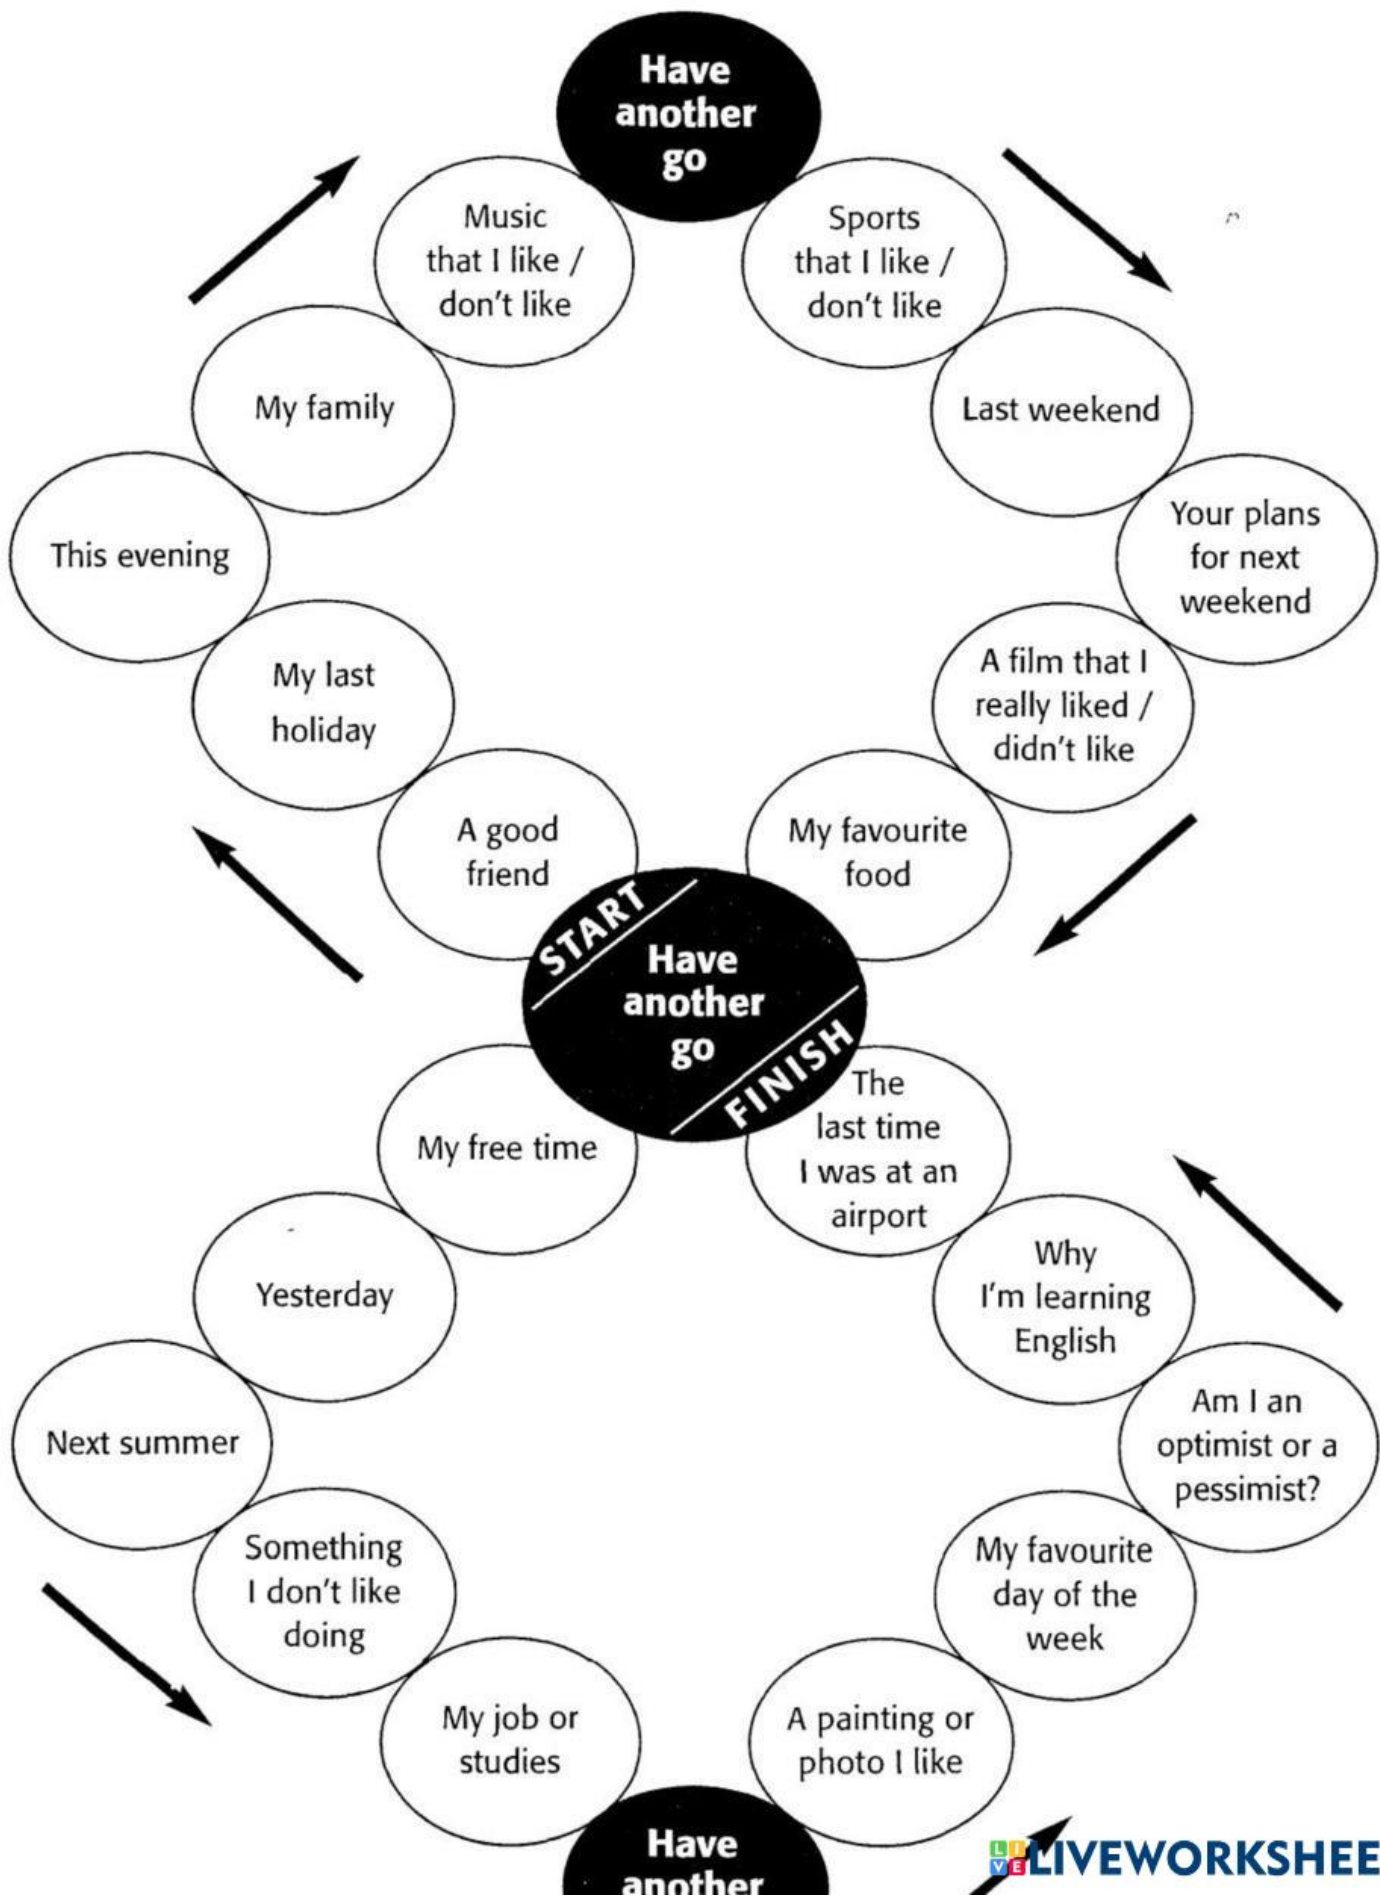 Have
another
go
Music
that I like /
don't like
Sports
that I like /
don't like
My family
Last weekend
This evening
Your plans
for next
weekend
My last
holiday
A film that I
really liked /
didn't like
A good
friend
My favourite
food
START
Have
another
go
FINISH
My free time
The
last time
I was at an
airport
Yesterday
Why
I'm learning
English
Next summer
Am I an
optimist or a
pessimist?
Something
I don't like
doing
My favourite
day of the
week
My job or
studies
A painting or
photo I like
Have
another
LIVE LIVEWORKSHEE